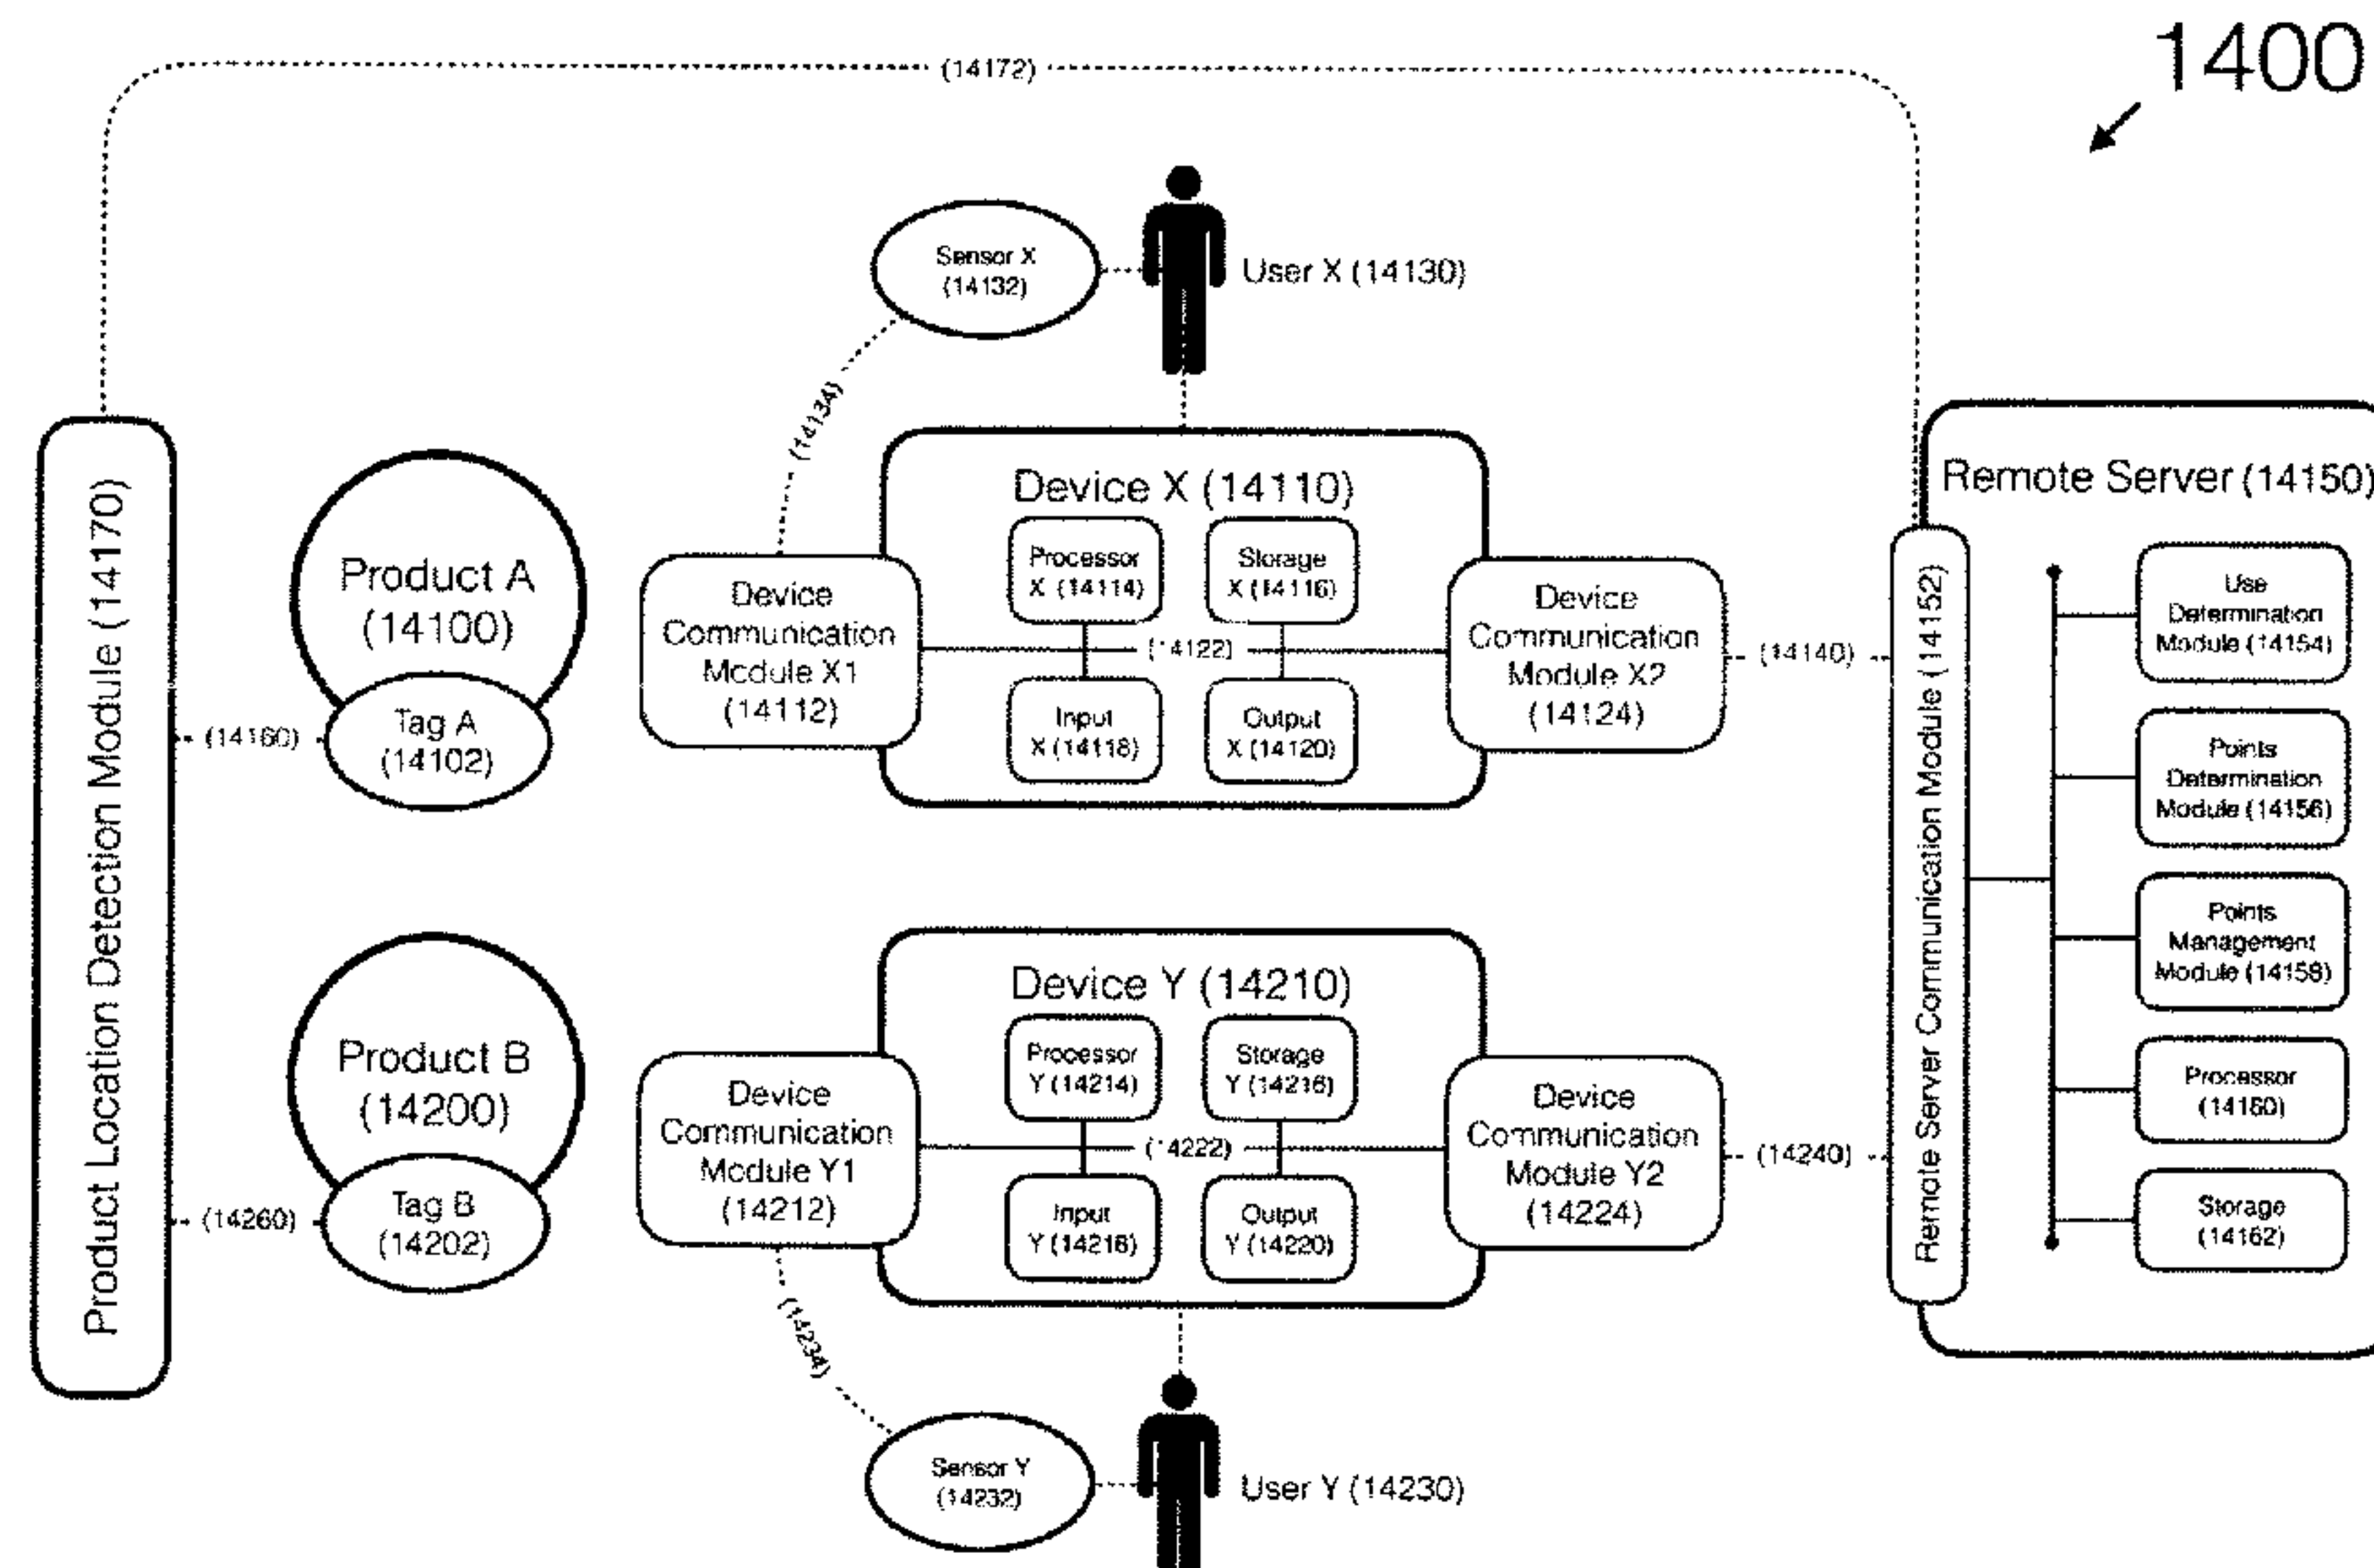 1400
(14172)
Sensor X
(14132)
User X (14130)
(14134)
Product Location Detection Module (14170)
Product A
(14100)
Tag A
(14102)
(14160)
Device X (14110)
Processor
X (14114)
Storage
X (14116)
Device
Communication
Module X1
(14112)
(14122)
Input
X (14118)
Output
X (14120)
Device
Communication
Module X2
(14124)
(14140)
Remote Server (14150)
Remote Server Communication Module (14152)
Use
Determination
Module (14154)
Points
Determination
Module (14156)
Points
Management
Module (14158)
Processor
(14160)
Storage
(14162)
Product B
(14200)
Tag B
(14202)
(14260)
Device Y (14210)
Processor
Y (14214)
Storage
Y (14216)
Device
Communication
Module Y1
(14212)
(14222)
Input
Y (14216)
Output
Y (14220)
Device
Communication
Module Y2
(14224)
(14240)
(14234)
Sensor Y
(14232)
User Y (14230)